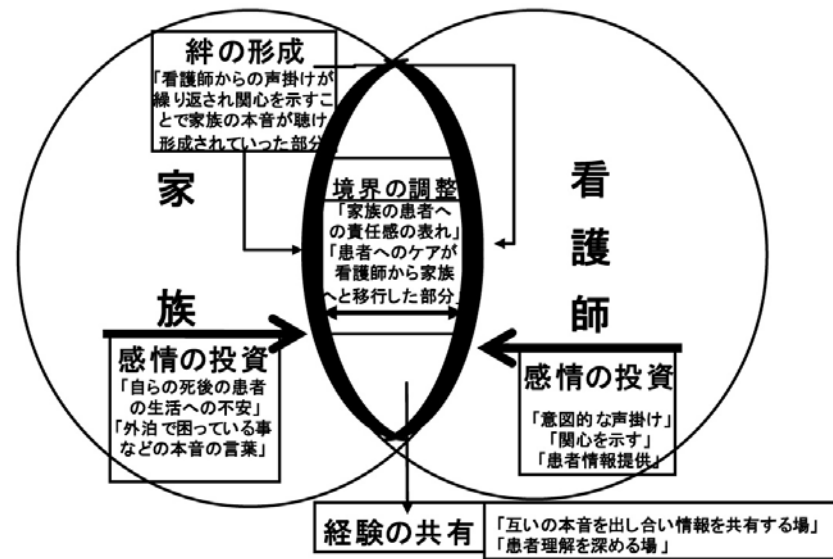 絆の形成
「看護師からの声掛けが
繰り返され関心を示すこ
とで家族の本音が聴け
形成されていった部分」
家
族
看
護
師
境界の調整
「家族の患者へ
の責任感の表れ」
「患者へのケアが
看護師から家族
へと移行した部分」
感情の投資
「自らの死後の患者
の生活への不安」
「外泊で困っている事
などの本音の言葉」
感情の投資
「意図的な声掛け」
「関心を示す」
「患者情報提供」
経験の共有
「互いの本音を出し合い情報を共有する場」
「患者理解を深める場」